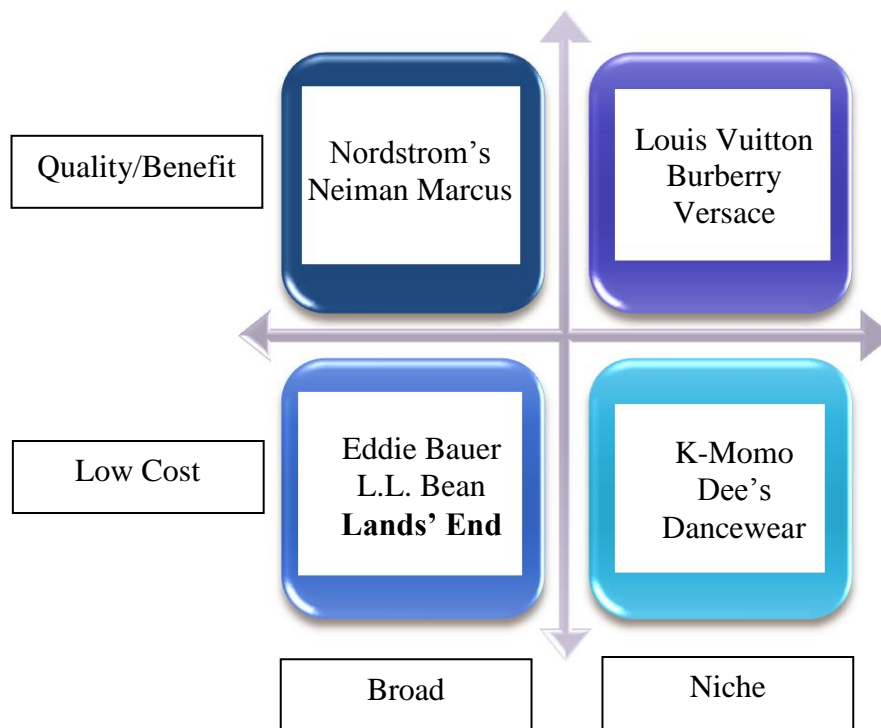 Quality/Benefit
Nordstrom’s
Neiman Marcus
Louis Vuitton
Burberry
Versace
Low Cost
Eddie Bauer
L.L. Bean
Lands’ End
K-Momo
Dee’s
Dancewear
Broad
Niche